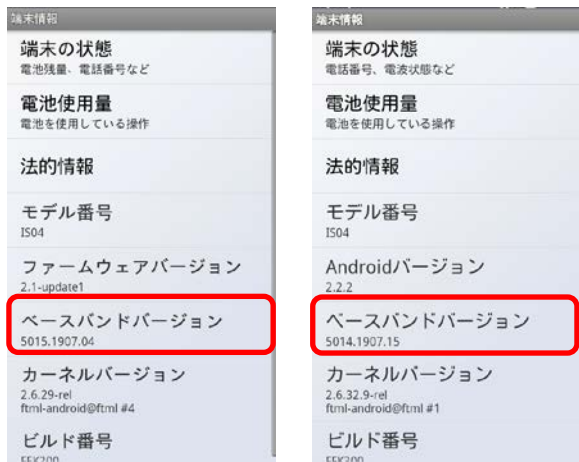 端末情報
端末の状態
電池残量、電話番号など
電池使用量
電池を使用している操作
法的情報
モデル番号
IS04
ファームウェアバージョン
2.1-update1
ベースバンドバージョン
5015.1907.04
カーネルバージョン
2.6.29-rel
ftml-android@ftml #4
ビルド番号
端末情報
端末の状態
電話番号、電波状態など
電池使用量
電池を使用している操作
法的情報
モデル番号
IS04
Androidバージョン
2.2.2
ベースバンドバージョン
5014.1907.15
カーネルバージョン
2.6.32.9-rel
ftml-android@ftml #1
ビルド番号